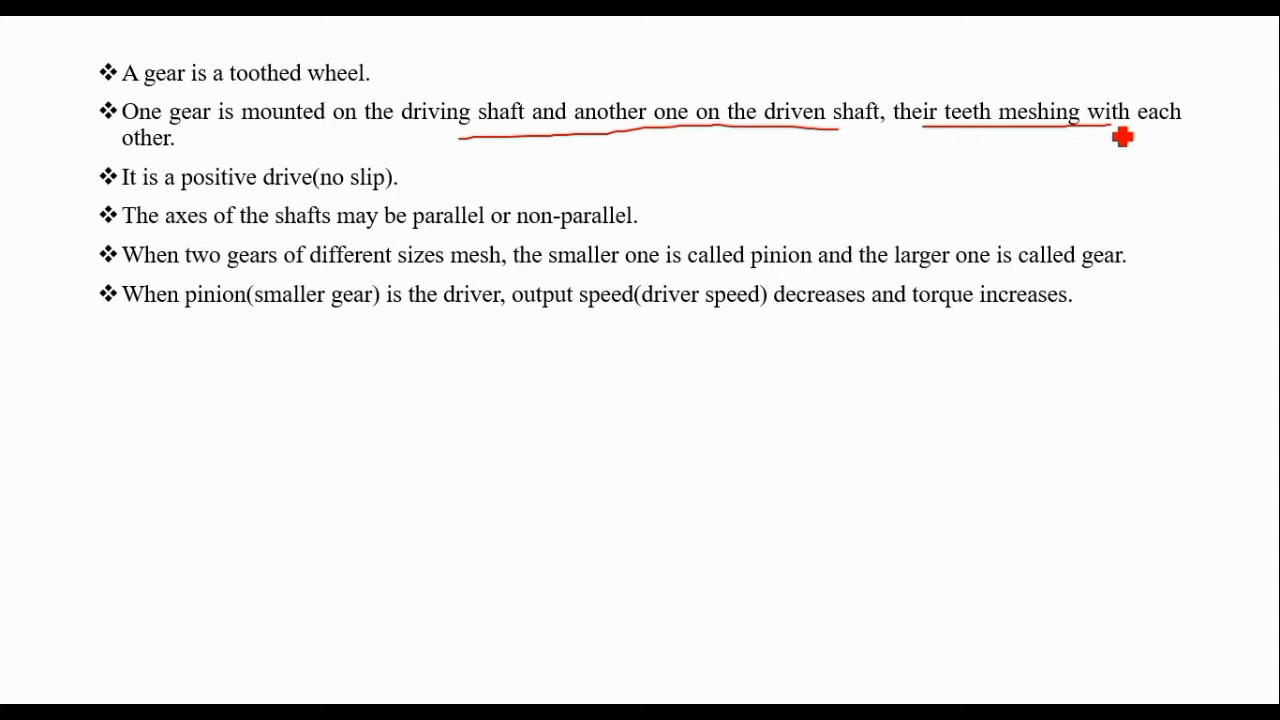 ❖ A gear is a toothed wheel.
❖ One gear is mounted on the driving shaft and another one on the driven shaft, their teeth meshing with each
other.
❖ It is a positive drive(no slip).
❖ The axes of the shafts may be parallel or non-parallel.
❖ When two gears of different sizes mesh, the smaller one is called pinion and the larger one is called gear.
❖ When pinion(smaller gear) is the driver, output speed(driver speed) decreases and torque increases.